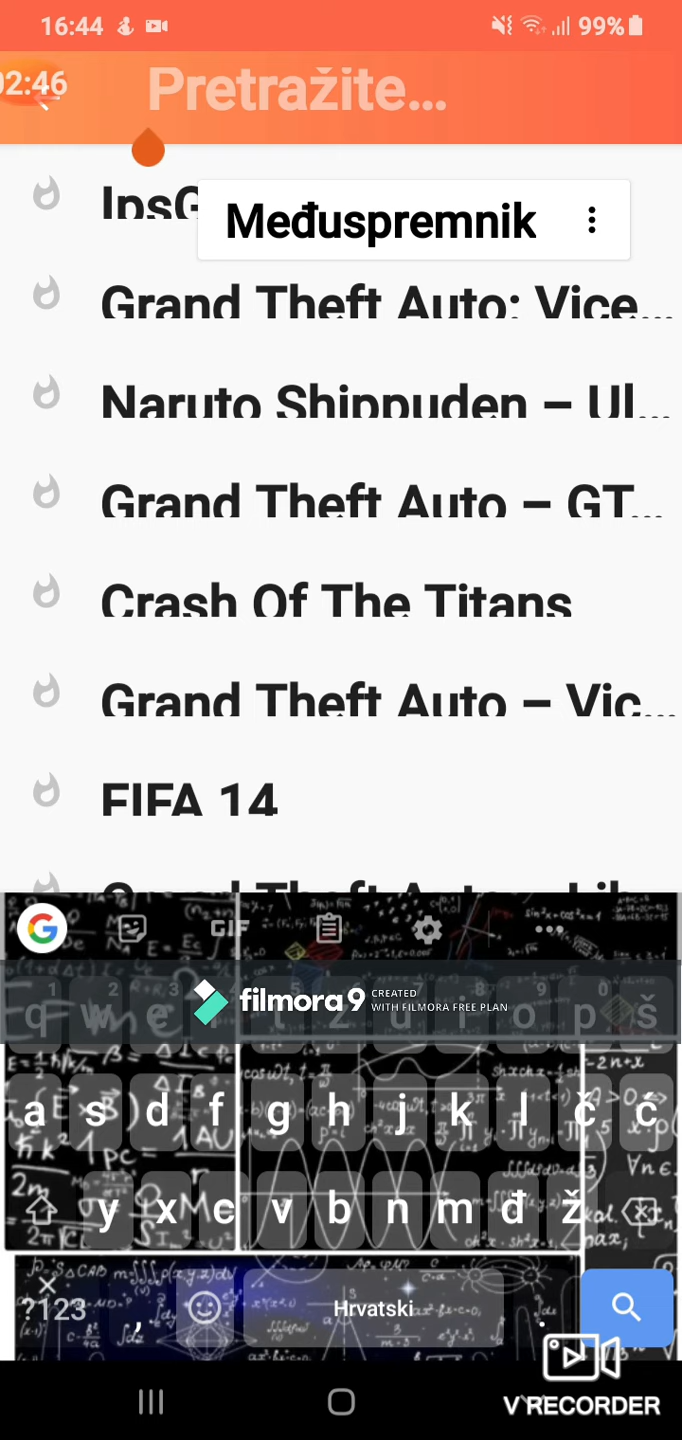 16:44
99%
02:46
Pretražite...
Međuspremnik
Grand Theft Auto: Vice...
Naruto Shippuden – Ul...
Grand Theft Auto – GT...
Crash Of The Titans
Grand Theft Auto – Vic...
FIFA 14
GIF
filmora9 CREATED WITH FILMORA FREE PLAN
q w e z u o p š
a s d f g h j k l č ć
y x c v b n m đ ž
?123 , Hrvatski .
VRECORDER